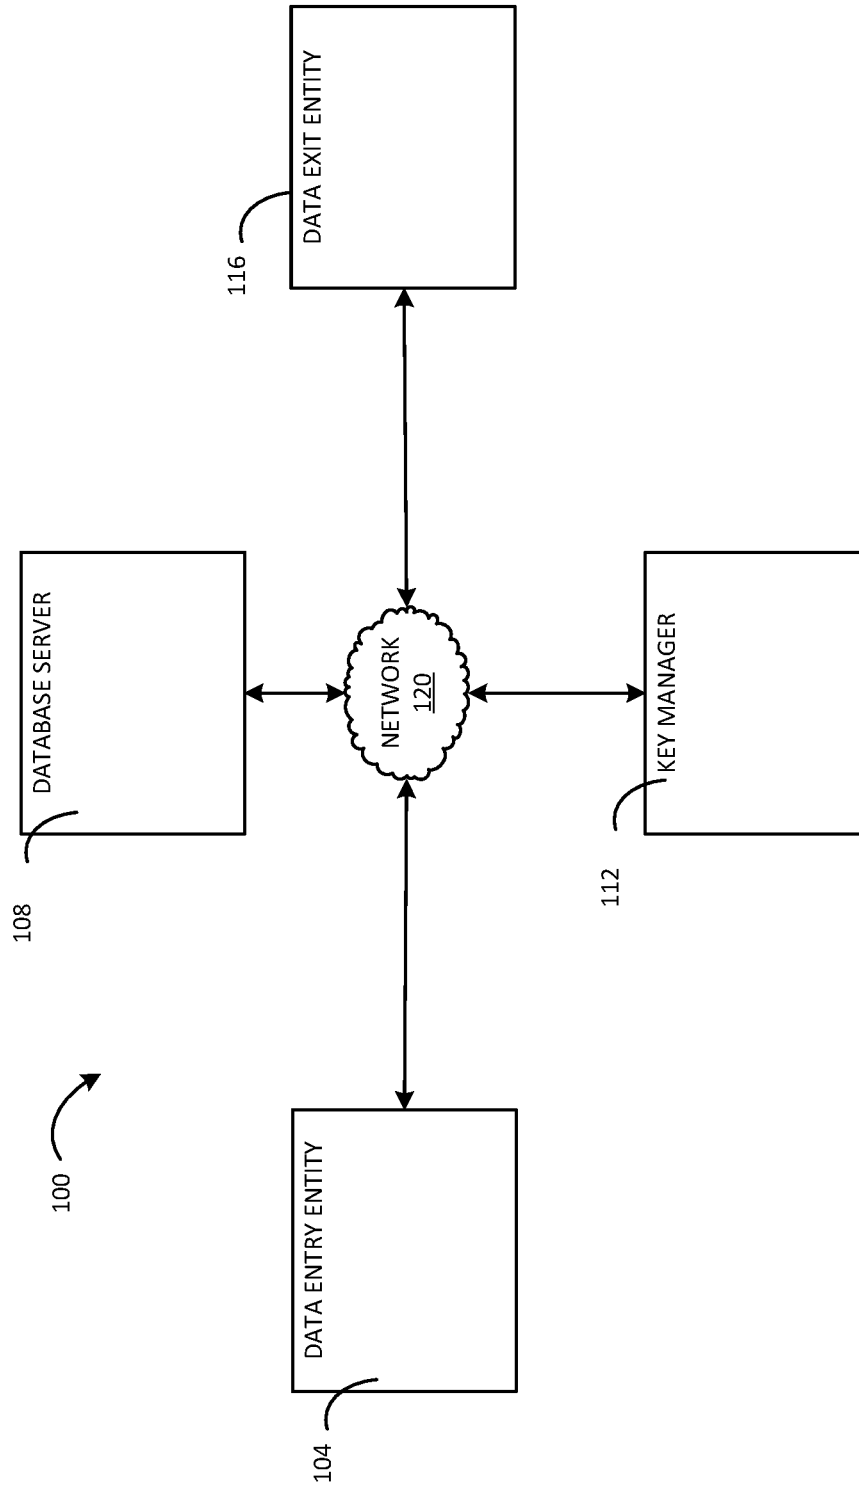 100
108
DATABASE SERVER
104
DATA ENTRY ENTITY
NETWORK
120
116
DATA EXIT ENTITY
112
KEY MANAGER